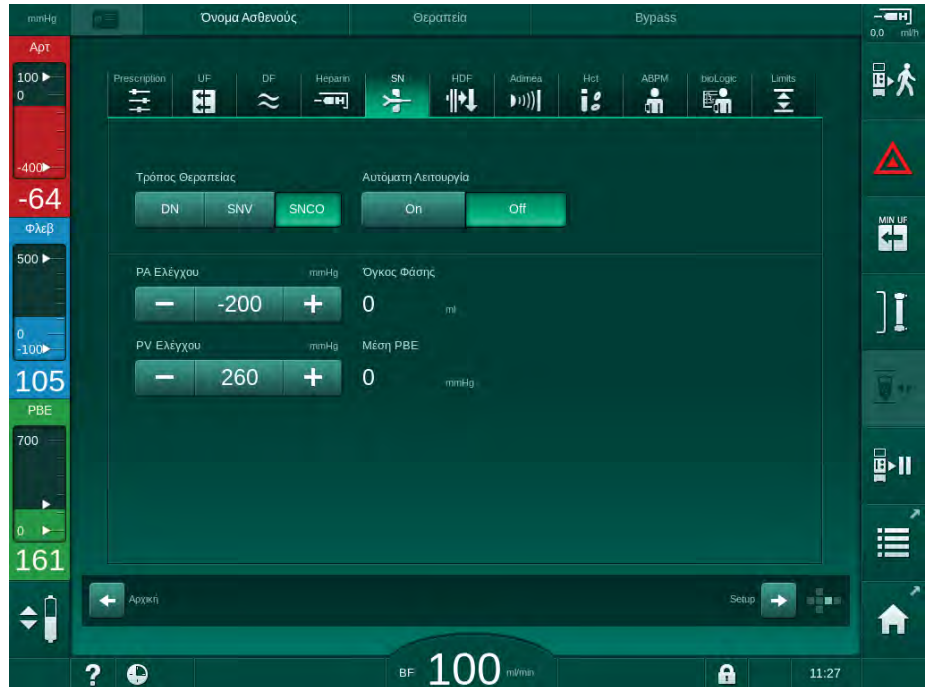 mmHg
Όνομα Ασθενούς
Θεραπεία
Bypass
0,0 ml/h
Αρτ
100
0
-400
-64
Φλεβ
500
0
-100
105
PBE
700
0
161
Prescription UF DF Heparin SN HDF Adimea Hct ABPM bioLogic Limits
Τρόπος Θεραπείας Αυτόματη Λειτουργία
DN SNV SNCO On Off
PA Ελέγχου mmHg Όγκος Φάσης
-200 0 ml
PV Ελέγχου mmHg Μέση PBE
260 0 mmHg
MIN UF
Αρχική Setup
? BF 100 ml/min 11:27